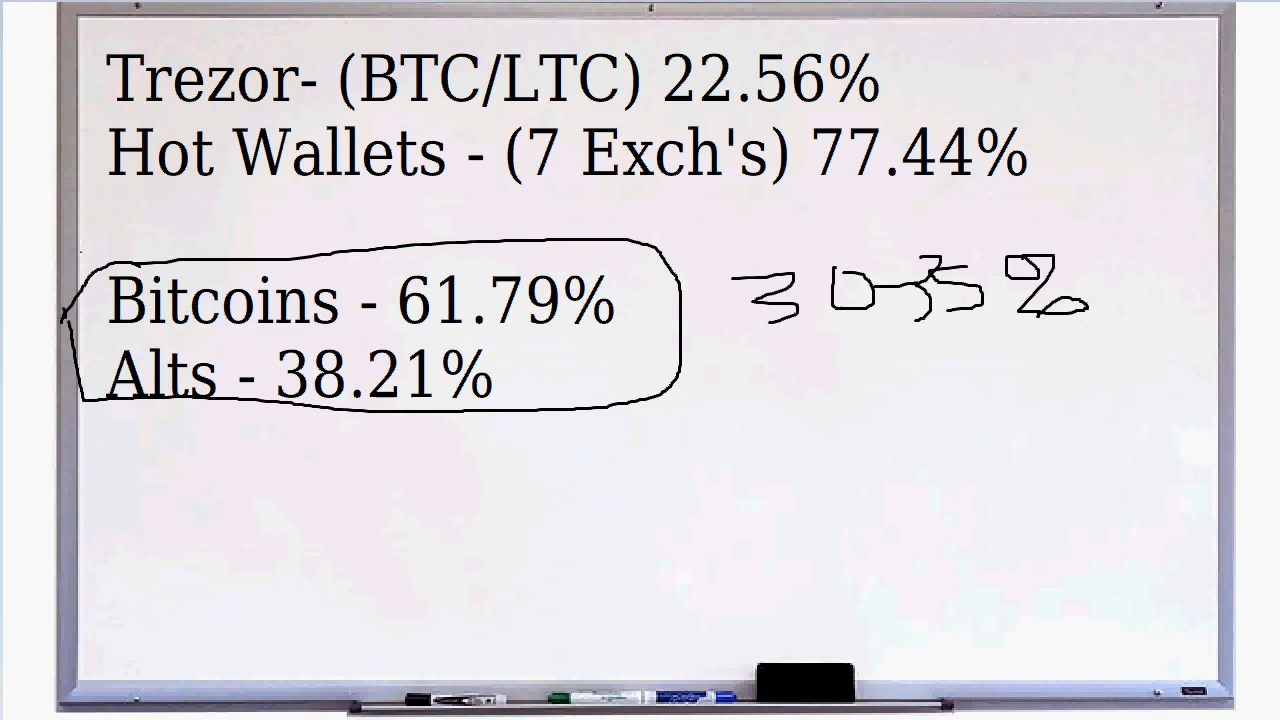 Trezor- (BTC/LTC) 22.56%
Hot Wallets - (7 Exch's) 77.44%
Bitcoins - 61.79%
30-35%
Alts - 38.21%